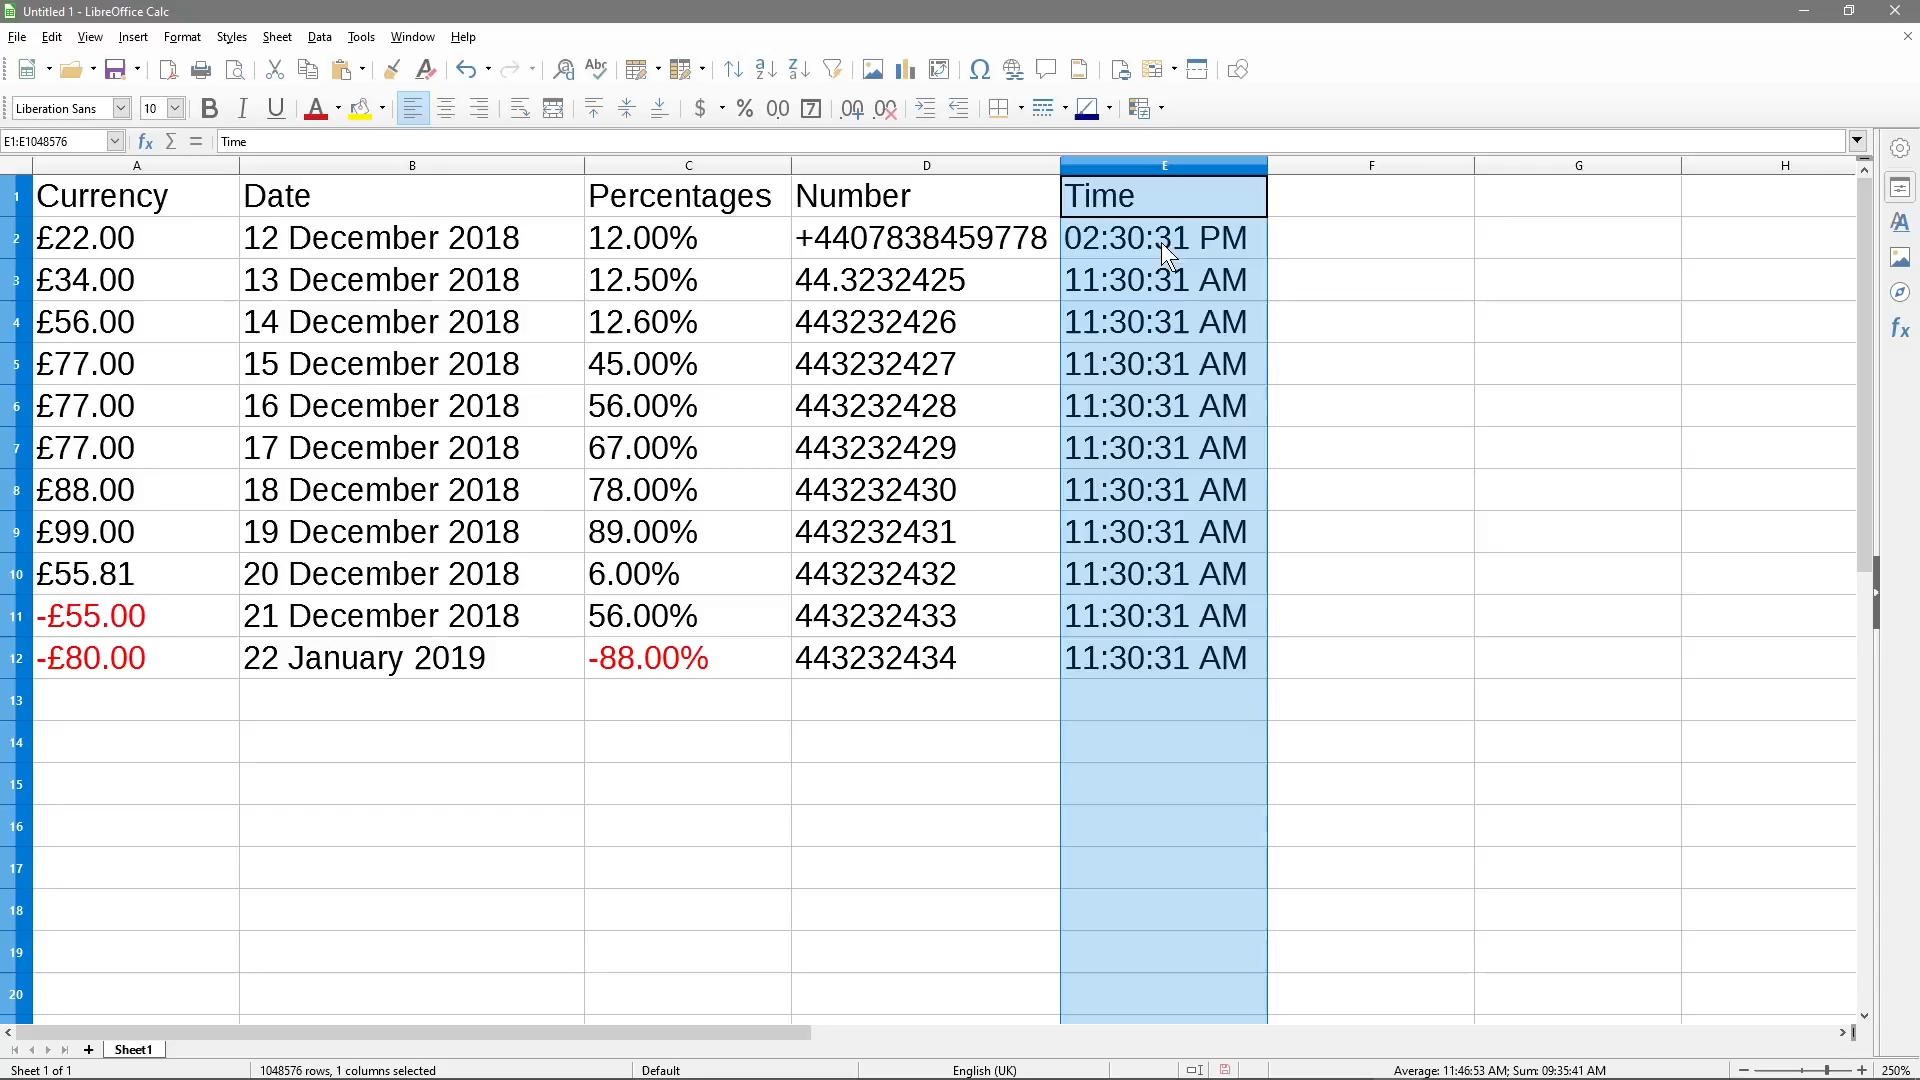 Untitled 1 - LibreOffice Calc
File Edit View Insert Format Styles Sheet Data Tools Window Help
Liberation Sans 10
E1:E1048576 Time
A B C D E F G H
1 Currency Date Percentages Number Time
2 £22.00 12 December 2018 12.00% +4407838459778 02:30:31 PM
3 £34.00 13 December 2018 12.50% 44.3232425 11:30:31 AM
4 £56.00 14 December 2018 12.60% 443232426 11:30:31 AM
5 £77.00 15 December 2018 45.00% 443232427 11:30:31 AM
6 £77.00 16 December 2018 56.00% 443232428 11:30:31 AM
7 £77.00 17 December 2018 67.00% 443232429 11:30:31 AM
8 £88.00 18 December 2018 78.00% 443232430 11:30:31 AM
9 £99.00 19 December 2018 89.00% 443232431 11:30:31 AM
10 £55.81 20 December 2018 6.00% 443232432 11:30:31 AM
11 -£55.00 21 December 2018 56.00% 443232433 11:30:31 AM
12 -£80.00 22 January 2019 -88.00% 443232434 11:30:31 AM
13
14
15
16
17
18
19
20
Sheet1
Sheet 1 of 1 1048576 rows, 1 columns selected Default English (UK) Average: 11:46:53 AM; Sum: 09:35:41 AM 250%